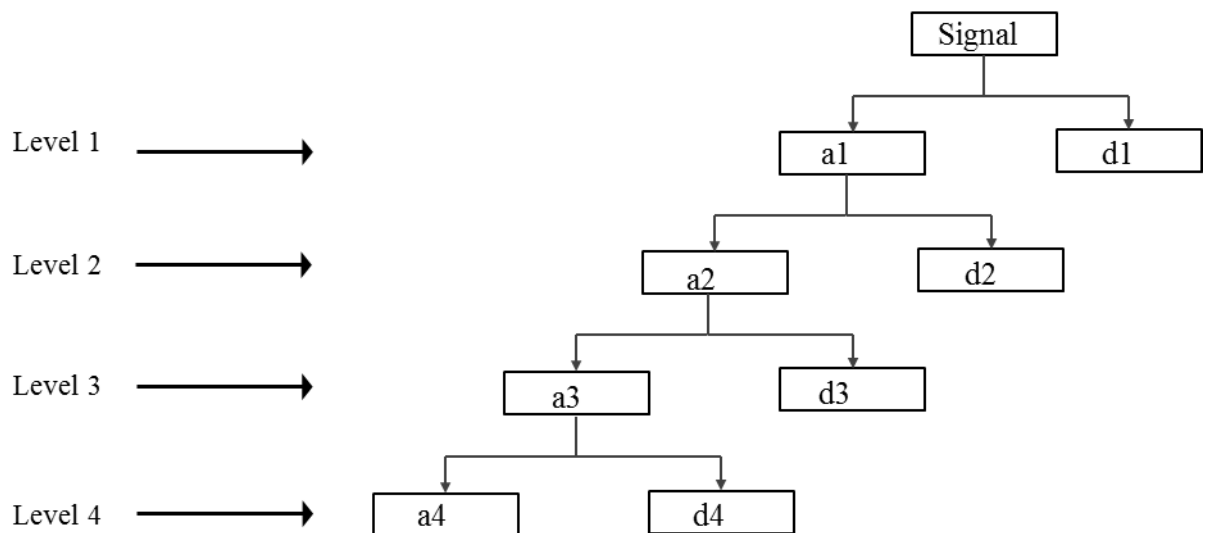 Signal
Level 1
a1
d1
Level 2
a2
d2
Level 3
a3
d3
Level 4
a4
d4